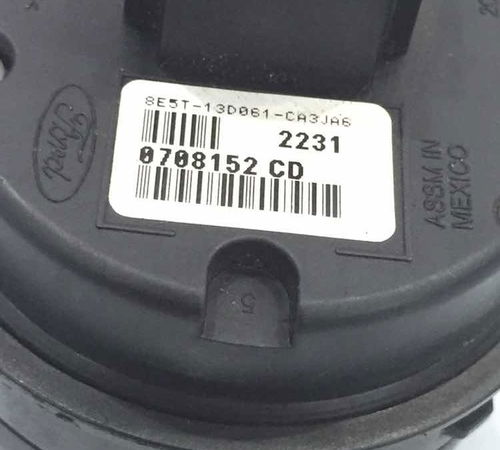 8E5T-13D061-CA3JA6
2231
0708152 CD
Ford
ASSM IN
MEXICO
5